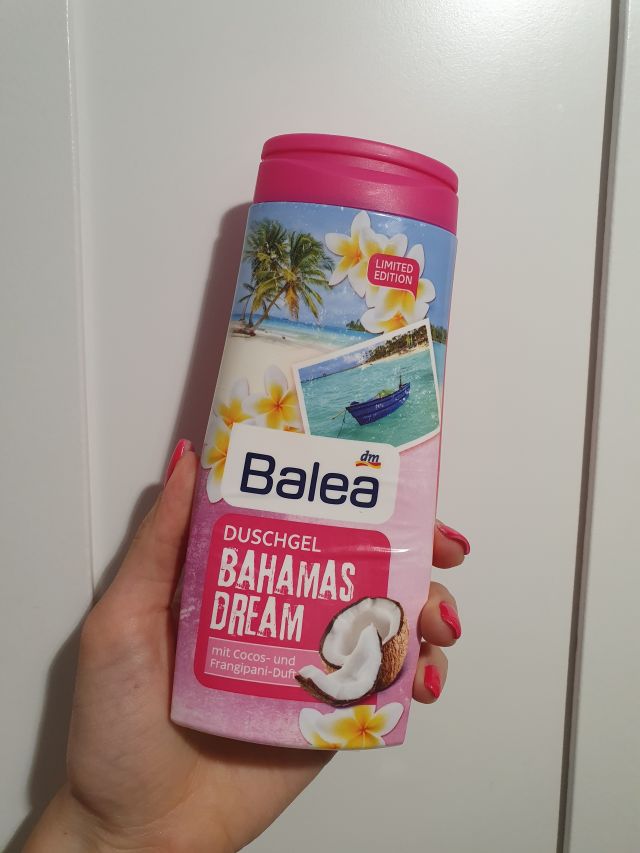 LIMITED
EDITION
dm
Balea
DUSCHGEL
BAHAMAS
DREAM
mit Cocos- und
Frangipani-Duft